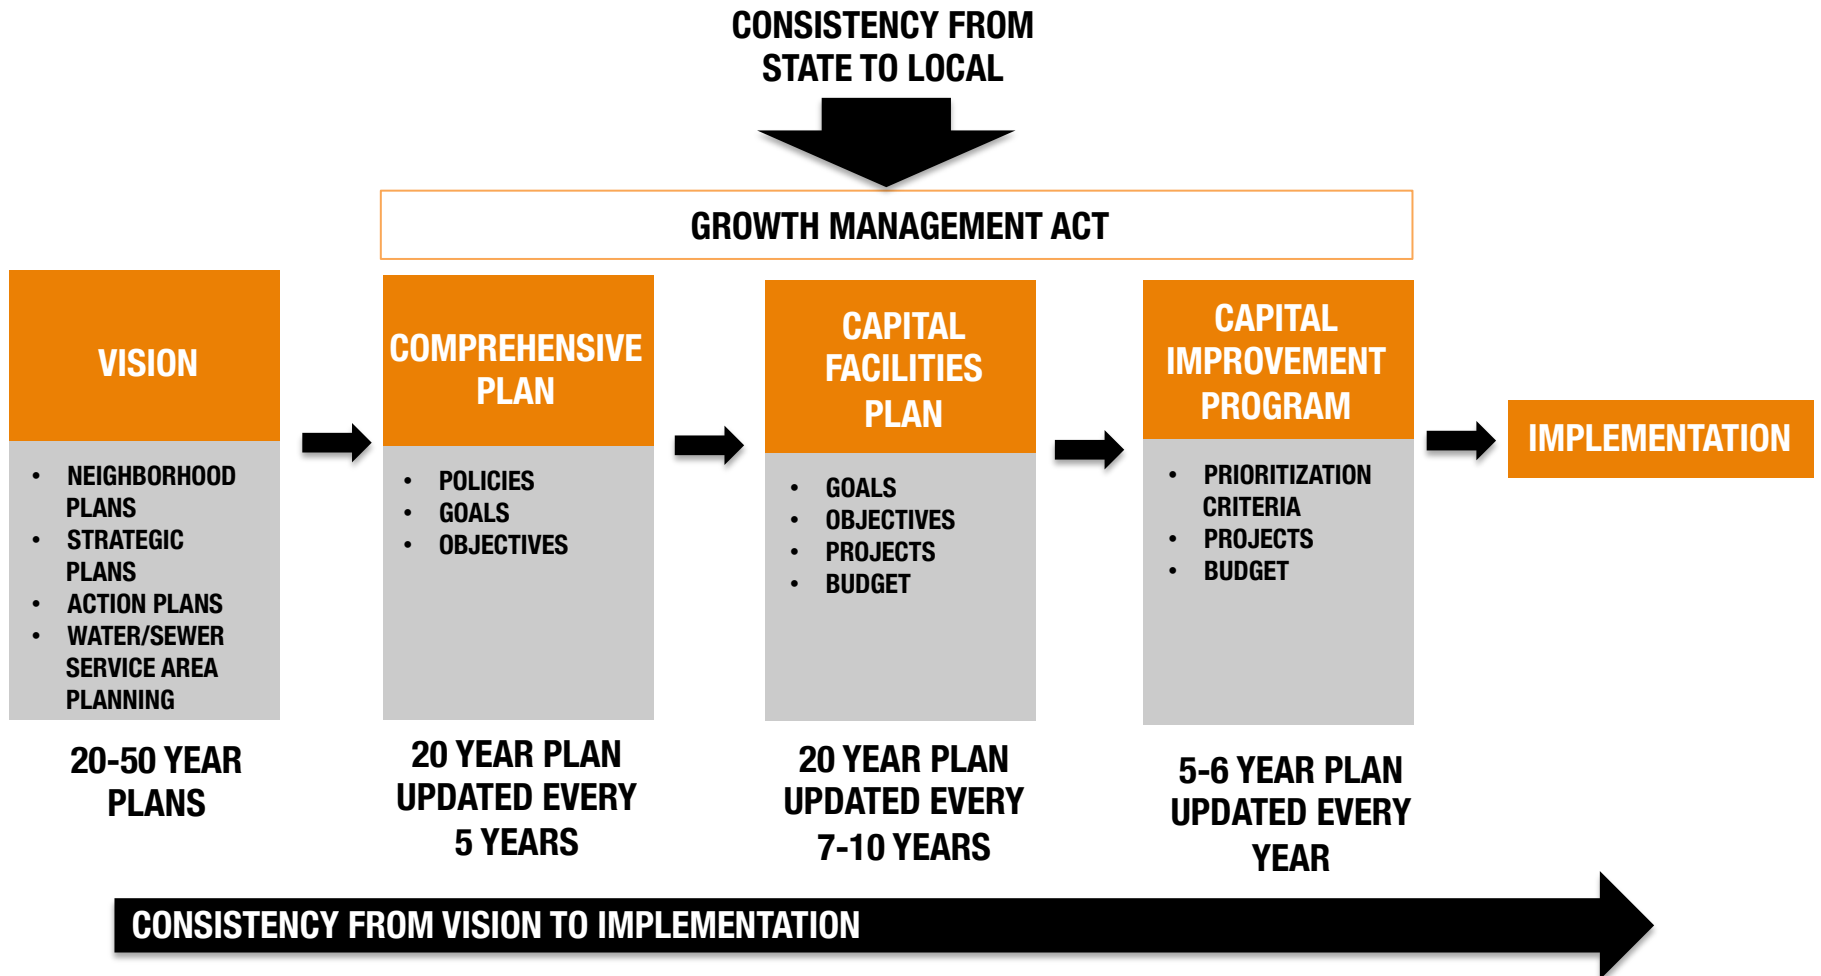 CONSISTENCY FROM
STATE TO LOCAL
GROWTH MANAGEMENT ACT
VISION
• NEIGHBORHOOD
PLANS
• STRATEGIC
PLANS
• ACTION PLANS
• WATER/SEWER
SERVICE AREA
PLANNING
20-50 YEAR
PLANS
COMPREHENSIVE
PLAN
• POLICIES
• GOALS
• OBJECTIVES
20 YEAR PLAN
UPDATED EVERY
5 YEARS
CAPITAL
FACILITIES
PLAN
• GOALS
• OBJECTIVES
• PROJECTS
• BUDGET
20 YEAR PLAN
UPDATED EVERY
7-10 YEARS
CAPITAL
IMPROVEMENT
PROGRAM
• PRIORITIZATION
CRITERIA
• PROJECTS
• BUDGET
5-6 YEAR PLAN
UPDATED EVERY
YEAR
IMPLEMENTATION
CONSISTENCY FROM VISION TO IMPLEMENTATION